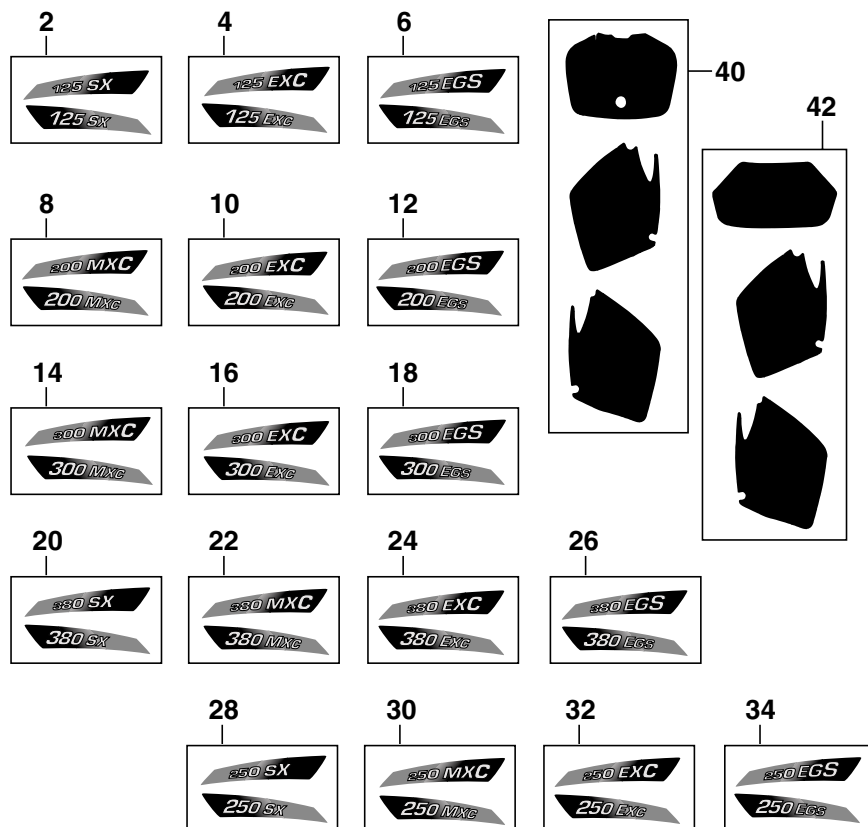 2
4
6
40
125 SX
125 SX
125 EXC
125 EXC
125 EGS
125 EGS
42
8
10
12
200 MXC
200 MXC
200 EXC
200 EXC
200 EGS
200 EGS
14
16
18
300 MXC
300 MXC
300 EXC
300 EXC
300 EGS
300 EGS
20
22
24
26
380 SX
380 SX
380 MXC
380 MXC
380 EXC
380 EXC
380 EGS
380 EGS
28
30
32
34
250 SX
250 SX
250 MXC
250 MXC
250 EXC
250 EXC
250 EGS
250 EGS